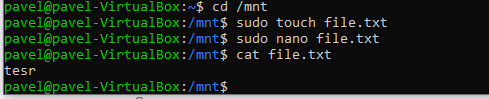 pavel@pavel-VirtualBox:~$ cd /mnt
pavel@pavel-VirtualBox:/mnt$ sudo touch file.txt
pavel@pavel-VirtualBox:/mnt$ sudo nano file.txt
pavel@pavel-VirtualBox:/mnt$ cat file.txt
tesr
pavel@pavel-VirtualBox:/mnt$